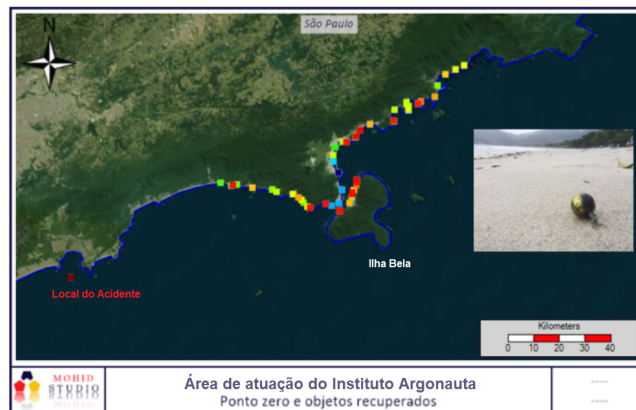 São Paulo
N
Ilha Bela
Local do Acidente
Kilometers
0 10 20 30 40
MOHID
STUDIO
Área de atuação do Instituto Argonauta
Ponto zero e objetos recuperados